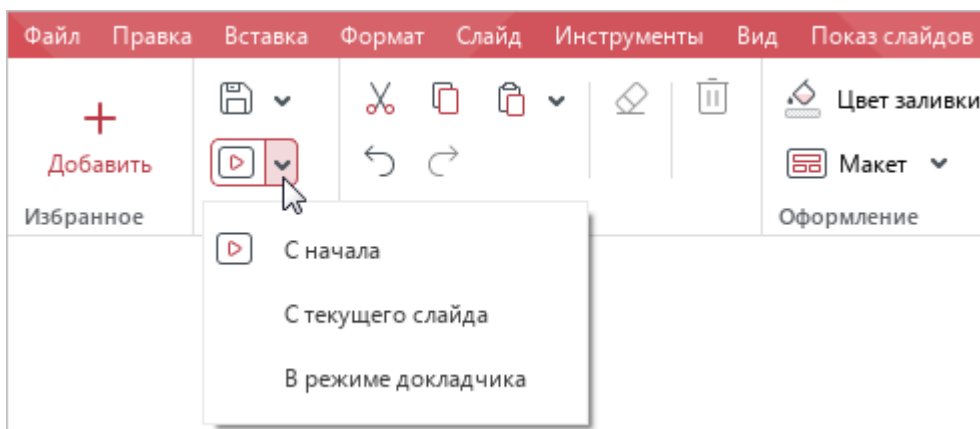 Файл Правка Вставка Формат Слайд Инструменты Вид Показ слайдов
Цвет заливки
Добавить
Макет
Избранное
Оформление
С начала
С текущего слайда
В режиме докладчика